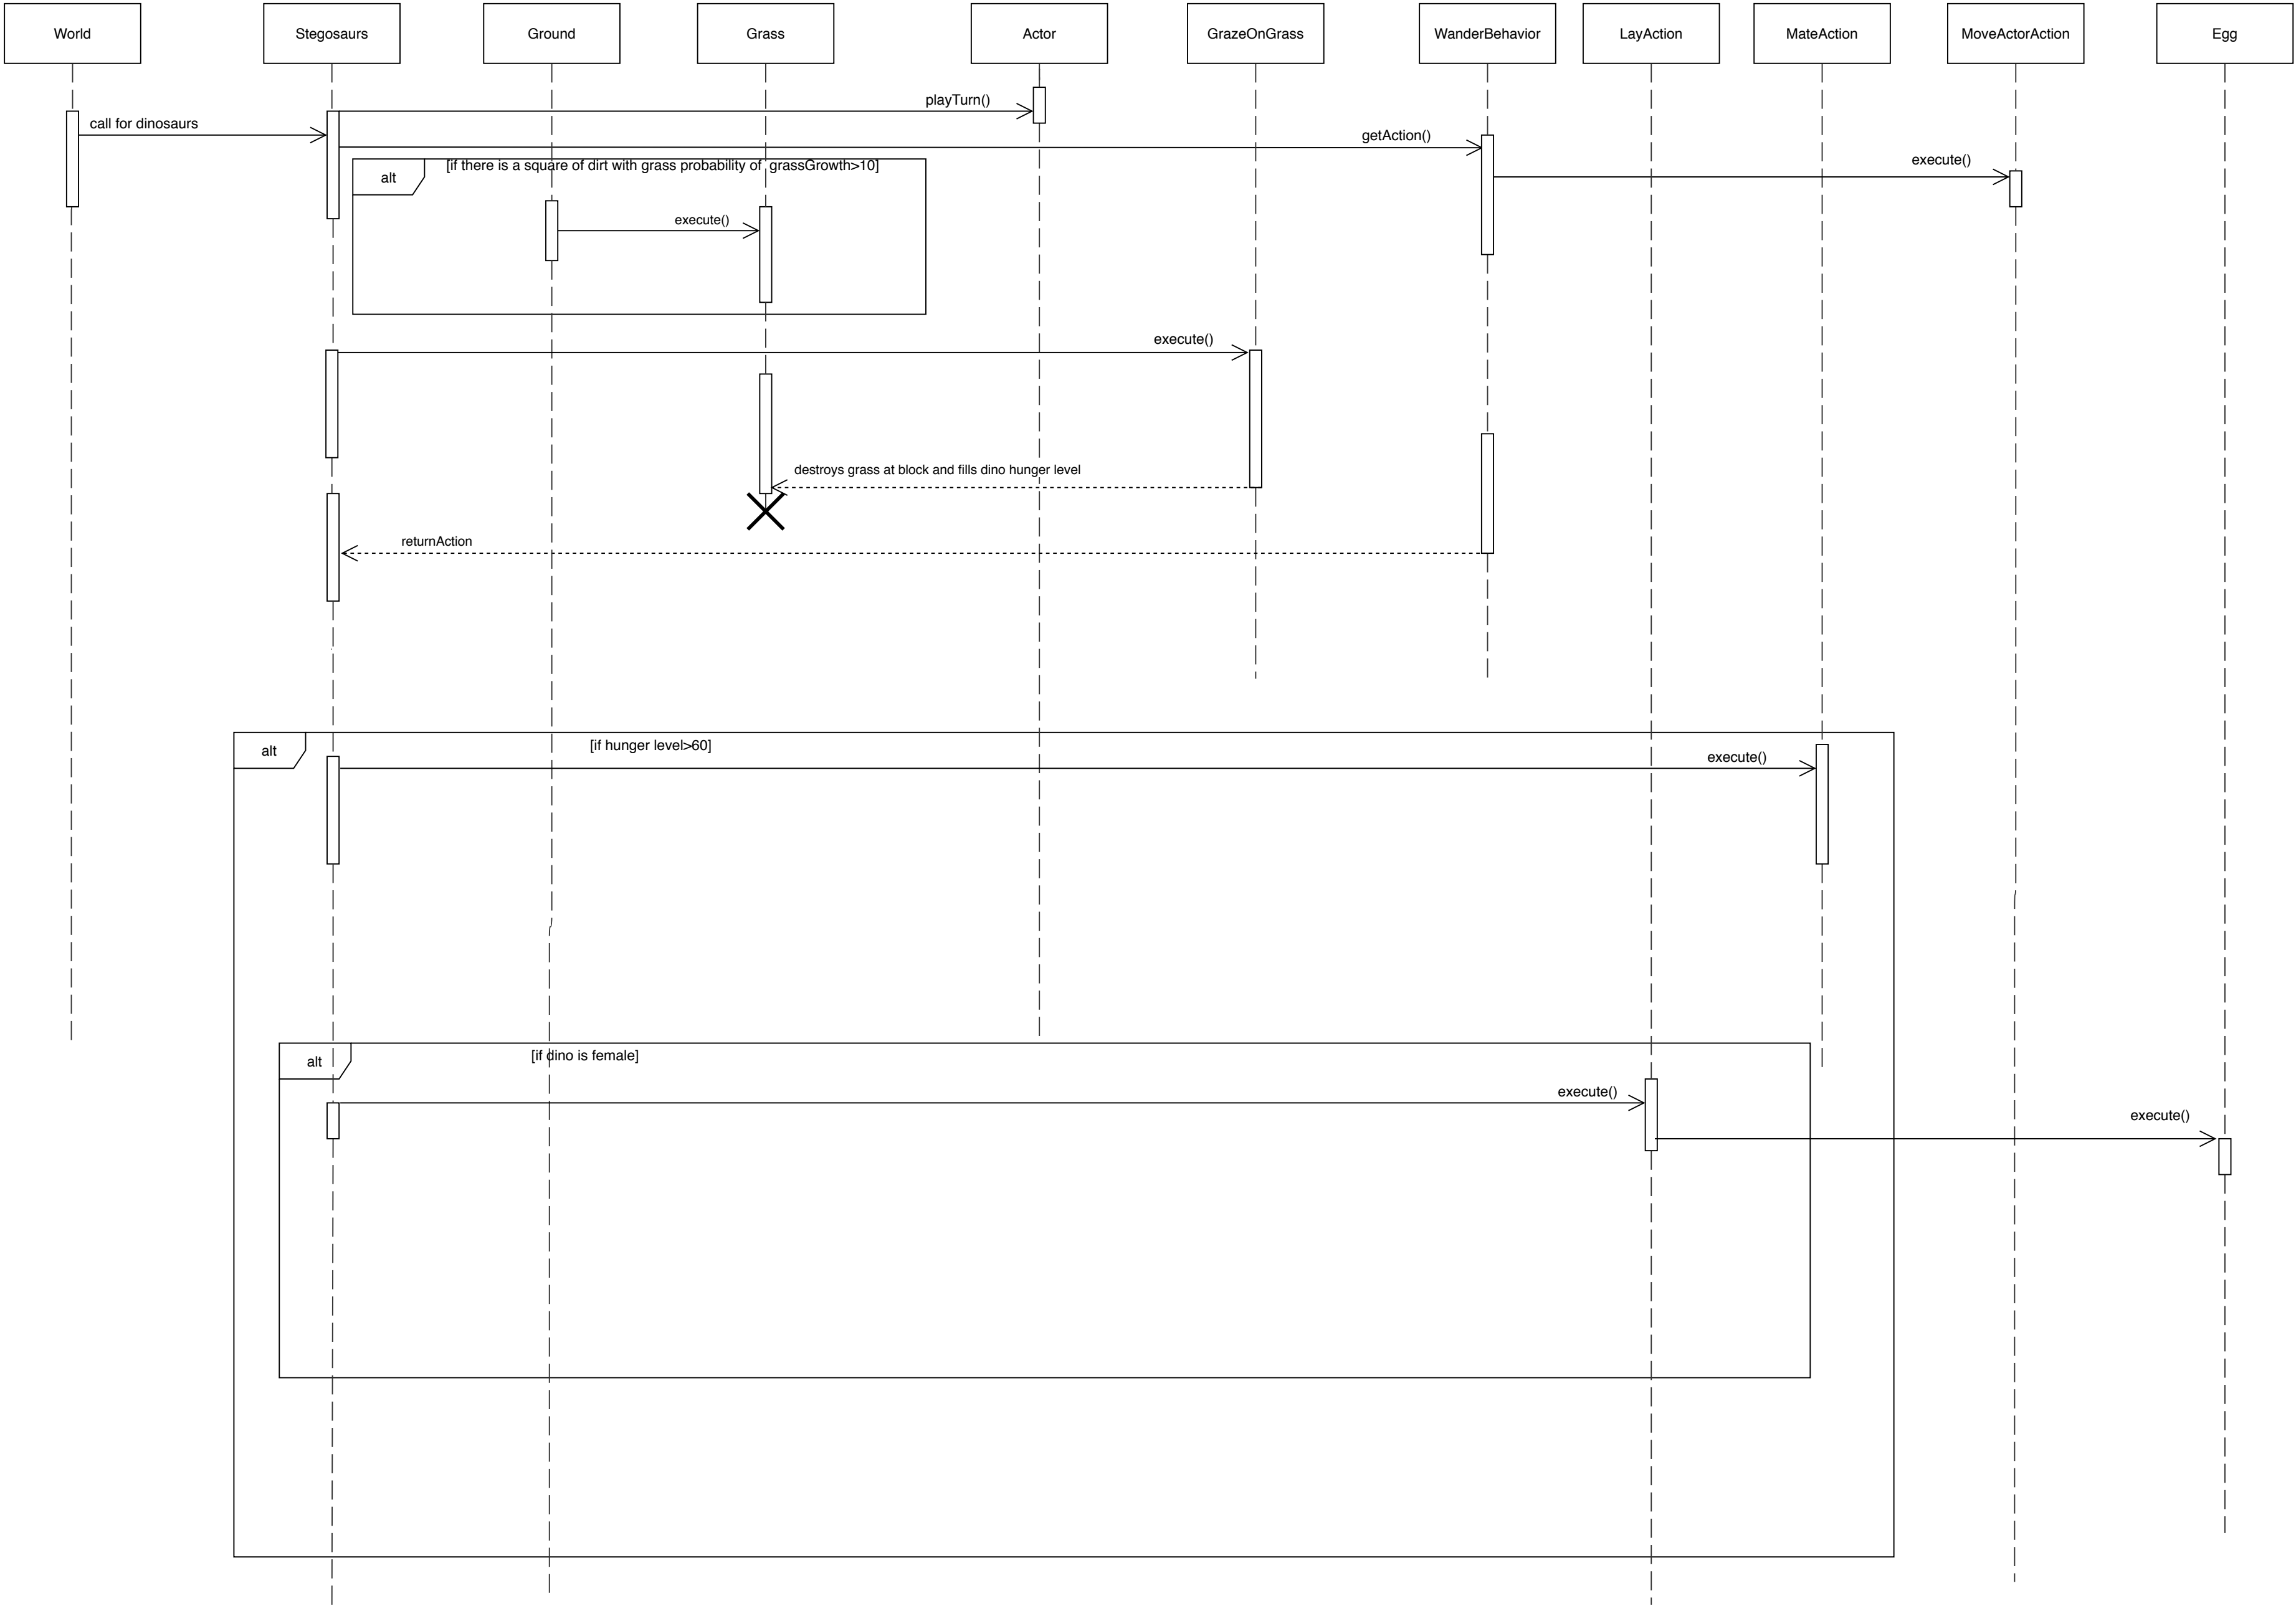 World
Stegosaurs
Ground
Grass
Actor
GrazeOnGrass
WanderBehavior
LayAction
MateAction
MoveActorAction
Egg
playTurn()
call for dinosaurs
getAction()
execute()
alt
[if there is a square of dirt with grass probability of  grassGrowth>10]
execute()
execute()
destroys grass at block and fills dino hunger level
returnAction
alt
[if hunger level>60]
execute()
alt
[if dino is female]
execute()
execute()